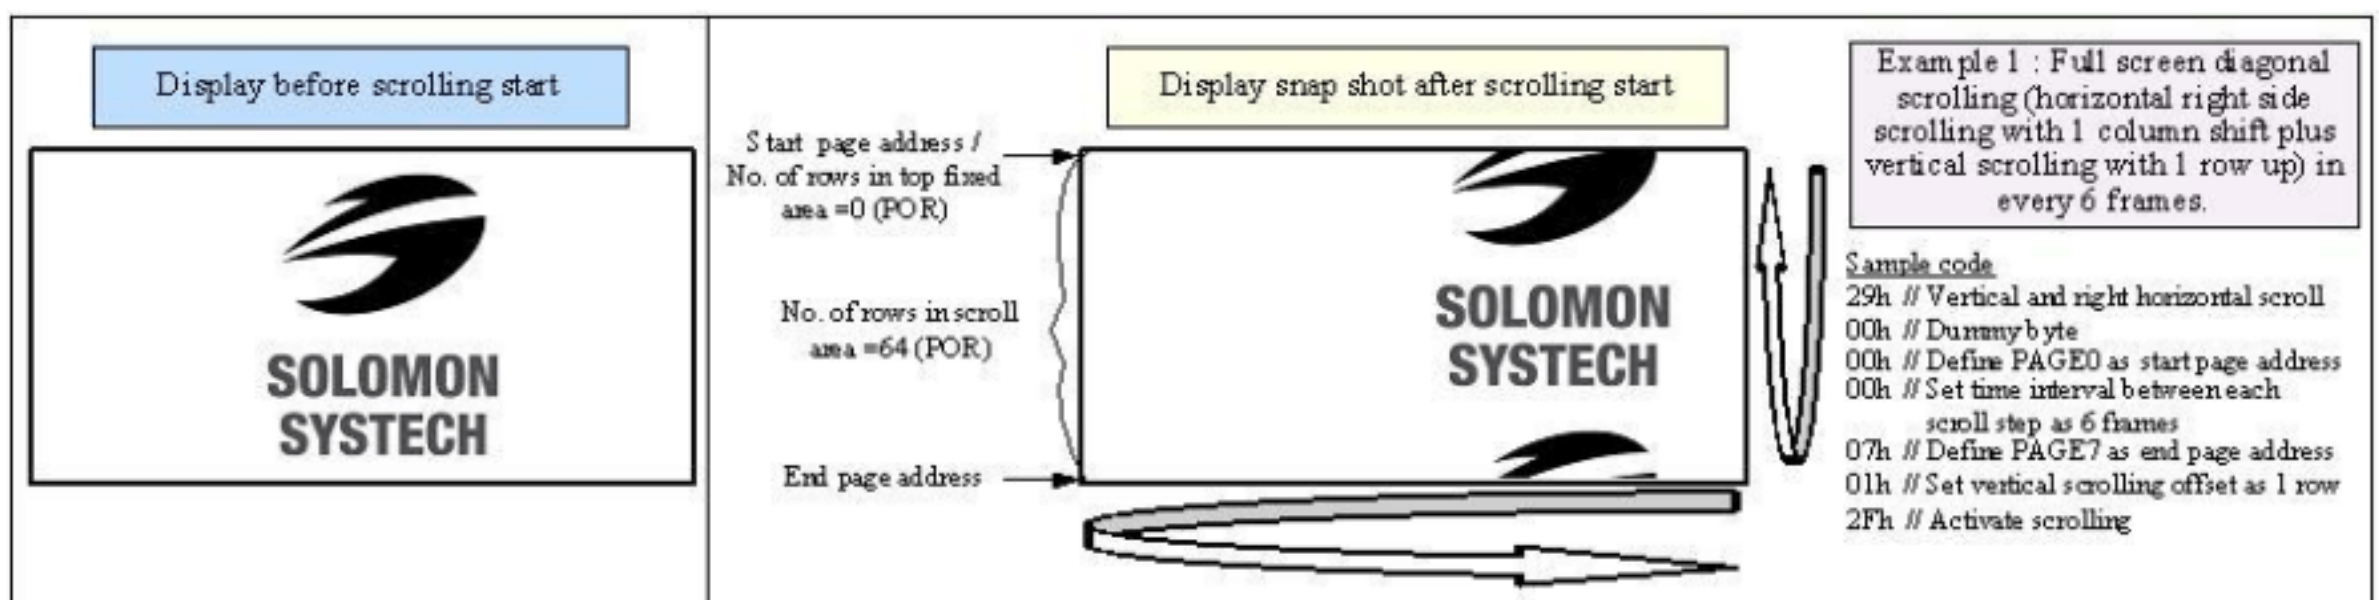 Display before scrolling start
SOLOMON
SYSTECH
Display snap shot after scrolling start
Start page address /
No. of rows in top fixed
area =0 (POR)
No. of rows in scroll
area =64 (POR)
End page address
SOLOMON
SYSTECH
Example 1 : Full screen diagonal
scrolling (horizontal right side
scrolling with 1 column shift plus
vertical scrolling with 1 row up) in
every 6 frames.
Sample code
29h // Vertical and right horizontal scroll
00h // Dummy byte
00h // Define PAGE0 as start page address
00h // Set time interval between each
scroll step as 6 frames
07h // Define PAGE7 as end page address
01h // Set vertical scrolling offset as 1 row
2Fh // Activate scrolling